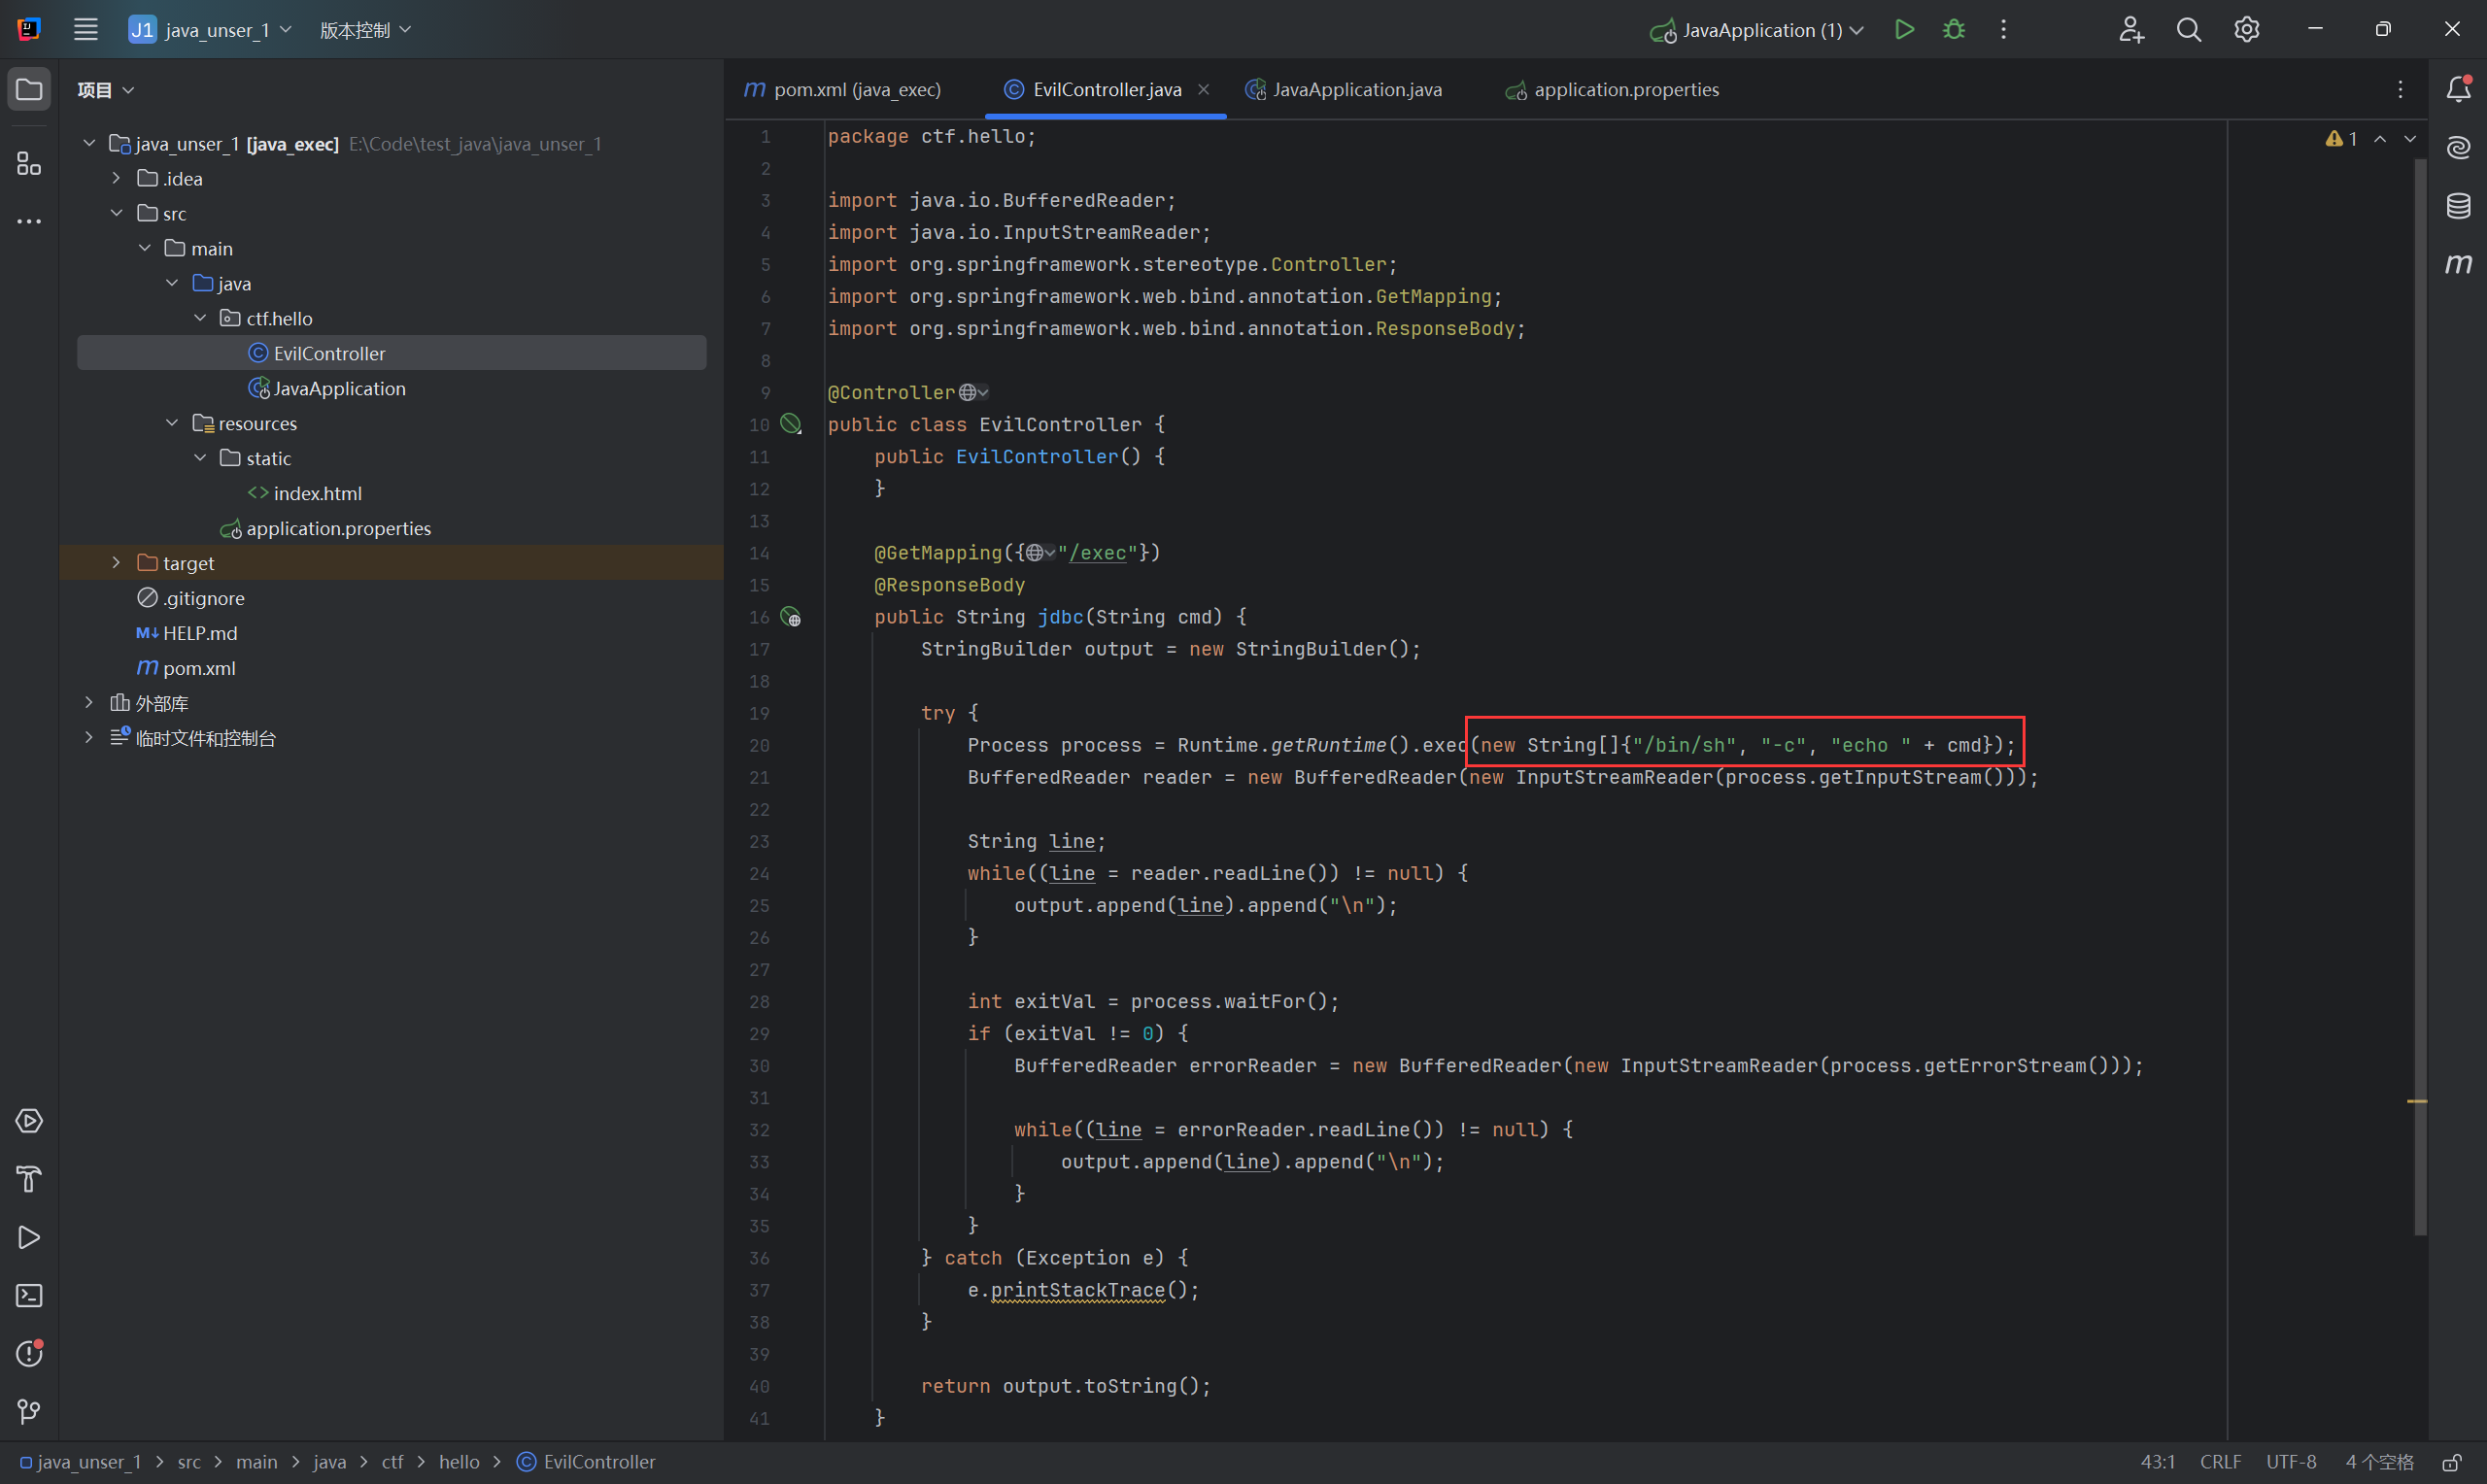 J1 java_unser_1 版本控制 JavaApplication (1)
项目
java_unser_1 [java_exec] E:\Code\test_java\java_unser_1
.idea
src
main
java
ctf.hello
EvilController
JavaApplication
resources
static
index.html
application.properties
target
.gitignore
HELP.md
pom.xml
外部库
临时文件和控制台
pom.xml (java_exec) EvilController.java JavaApplication.java application.properties
1
1 package ctf.hello;
2
3 import java.io.BufferedReader;
4 import java.io.InputStreamReader;
5 import org.springframework.stereotype.Controller;
6 import org.springframework.web.bind.annotation.GetMapping;
7 import org.springframework.web.bind.annotation.ResponseBody;
8
9 @Controller
10 public class EvilController {
11 public EvilController() {
12 }
13
14 @GetMapping({"/exec"})
15 @ResponseBody
16 public String jdbc(String cmd) {
17 StringBuilder output = new StringBuilder();
18
19 try {
20 Process process = Runtime.getRuntime().exec(new String[]{"/bin/sh", "-c", "echo " + cmd});
21 BufferedReader reader = new BufferedReader(new InputStreamReader(process.getInputStream()));
22
23 String line;
24 while((line = reader.readLine()) != null) {
25 output.append(line).append("\n");
26 }
27
28 int exitVal = process.waitFor();
29 if (exitVal != 0) {
30 BufferedReader errorReader = new BufferedReader(new InputStreamReader(process.getErrorStream()));
31
32 while((line = errorReader.readLine()) != null) {
33 output.append(line).append("\n");
34 }
35 }
36 } catch (Exception e) {
37 e.printStackTrace();
38 }
39
40 return output.toString();
41 }
java_unser_1 > src > main > java > ctf > hello > EvilController 43:1 CRLF UTF-8 4 个空格